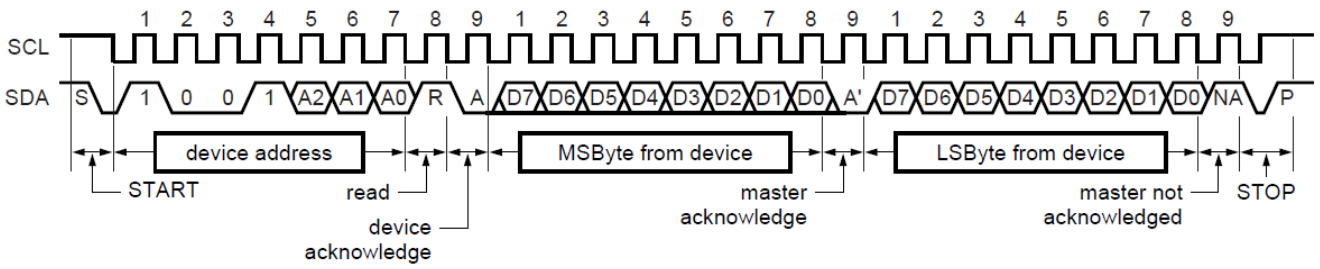 1 2 3 4 5 6 7 8 9 1 2 3 4 5 6 7 8 9 1 2 3 4 5 6 7 8 9
SCL
SDA S 1 0 0 1 A2 A1 A0 R A D7 D6 D5 D4 D3 D2 D1 D0 A' D7 D6 D5 D4 D3 D2 D1 D0 NA P
device address MSByte from device LSByte from device
START read master master not STOP
acknowledge acknowledged
device
acknowledge